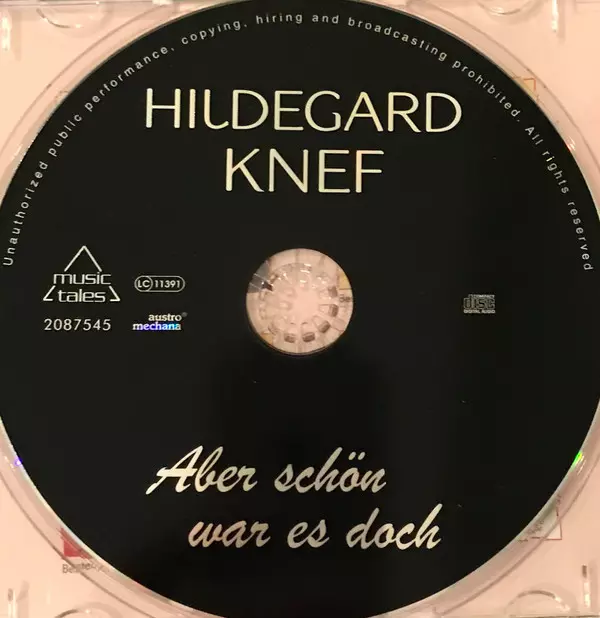 Unauthorized public performance, copying, hiring and broadcasting prohibited. All rights reserved
HILDEGARD
KNEF
music
tales
LC 11391
2087545
austro®
mechana
COMPACT
disc
DIGITAL AUDIO
Aber schön
war es doch